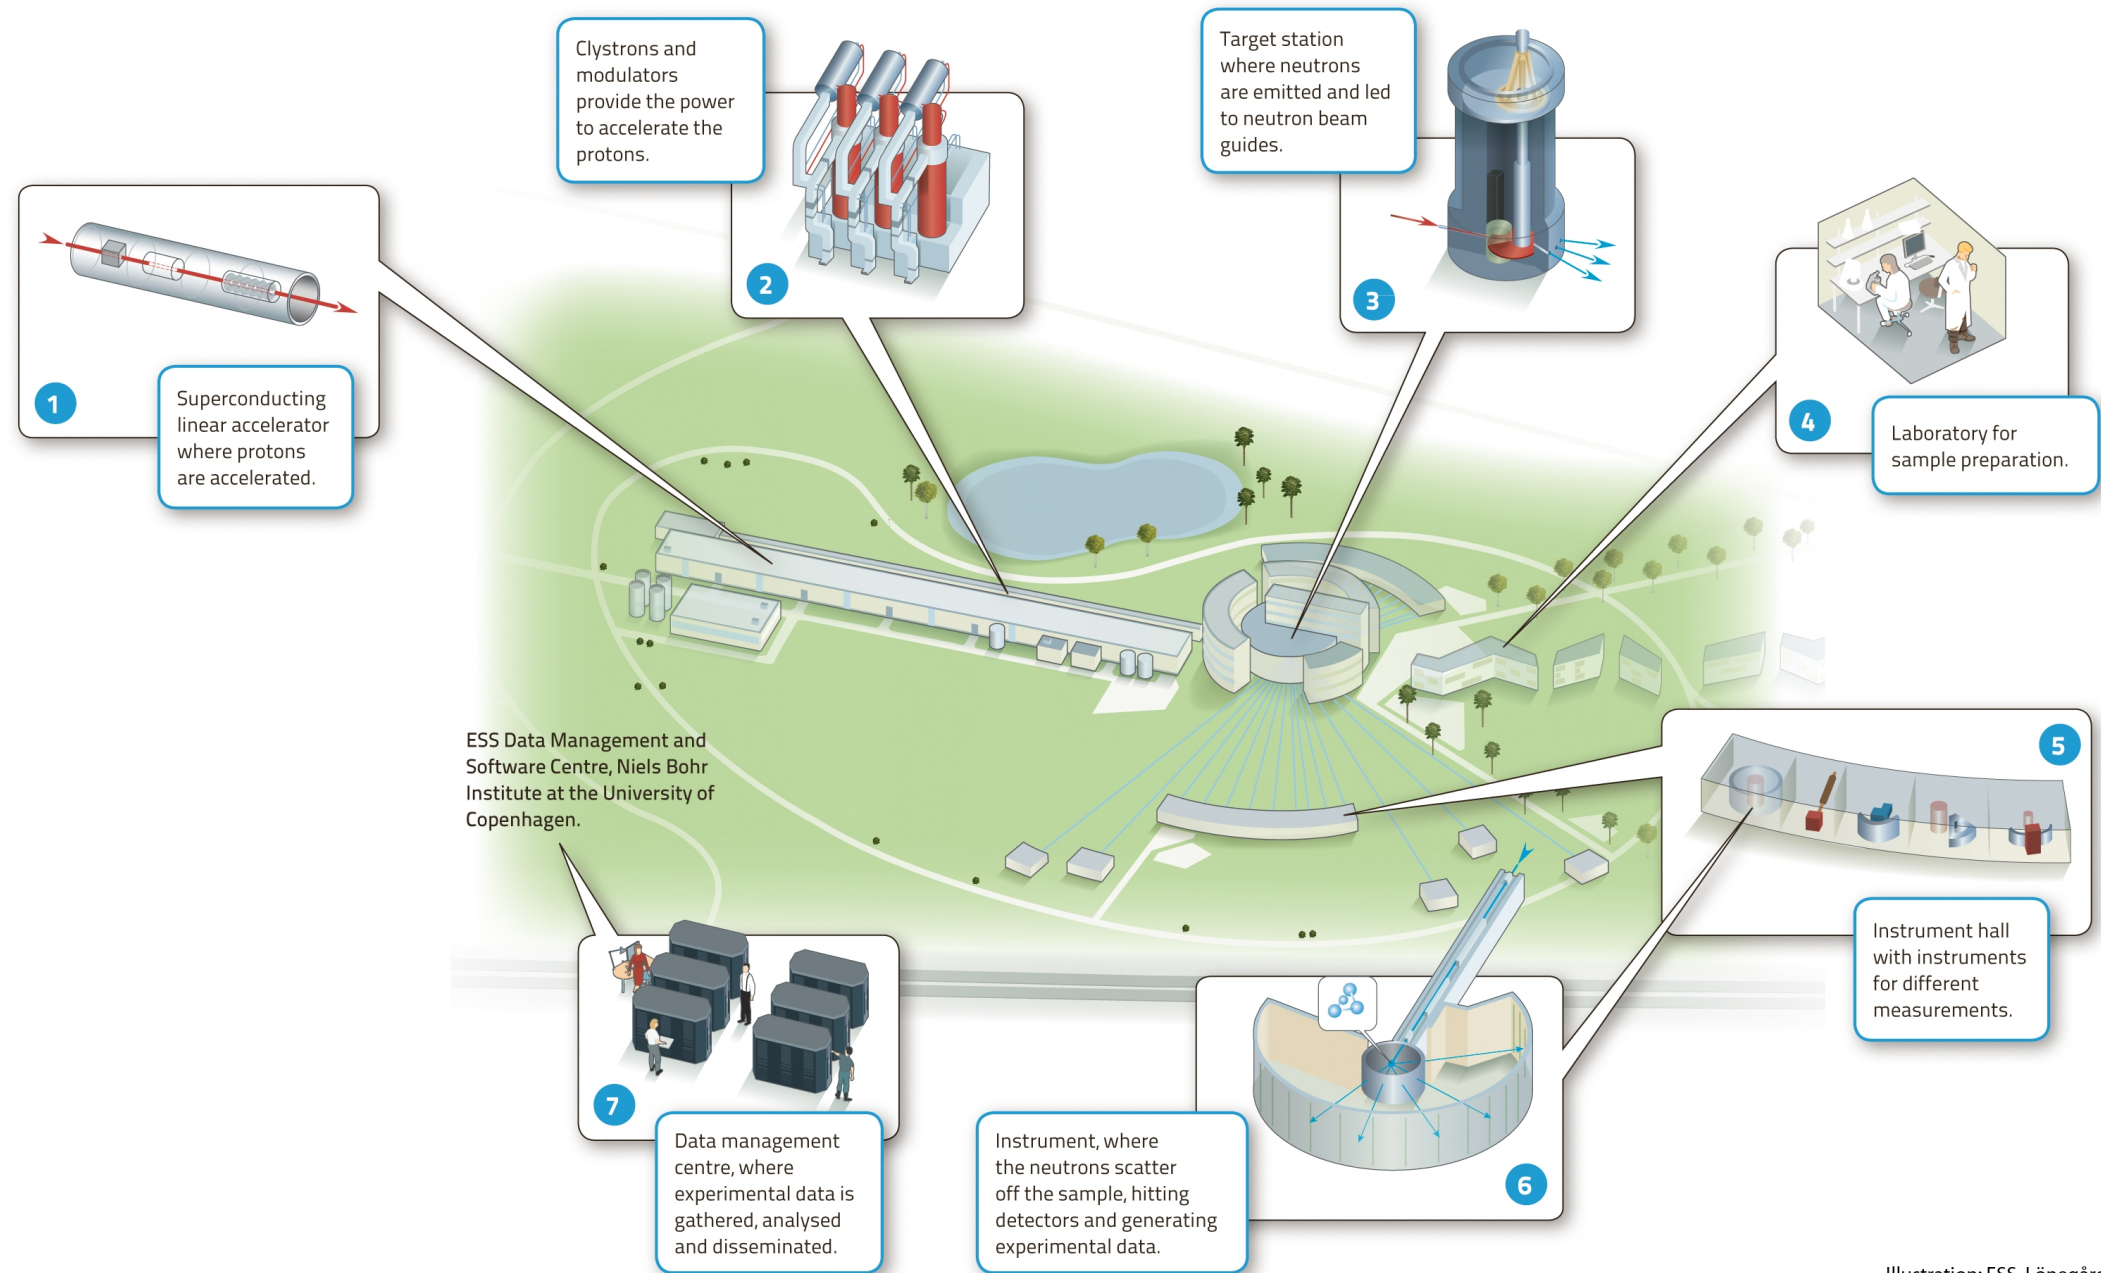 Clystrons and
modulators
provide the power
to accelerate the
protons.
2
Target station
where neutrons
are emitted and led
to neutron beam
guides.
3
1
Superconducting
linear accelerator
where protons
are accelerated.
4
Laboratory for
sample preparation.
ESS Data Management and
Software Centre, Niels Bohr
Institute at the University of
Copenhagen.
5
Instrument hall
with instruments
for different
measurements.
7
Data management
centre, where
experimental data is
gathered, analysed
and disseminated.
Instrument, where
the neutrons scatter
off the sample, hitting
detectors and generating
experimental data.
6
Illustration: ESS,